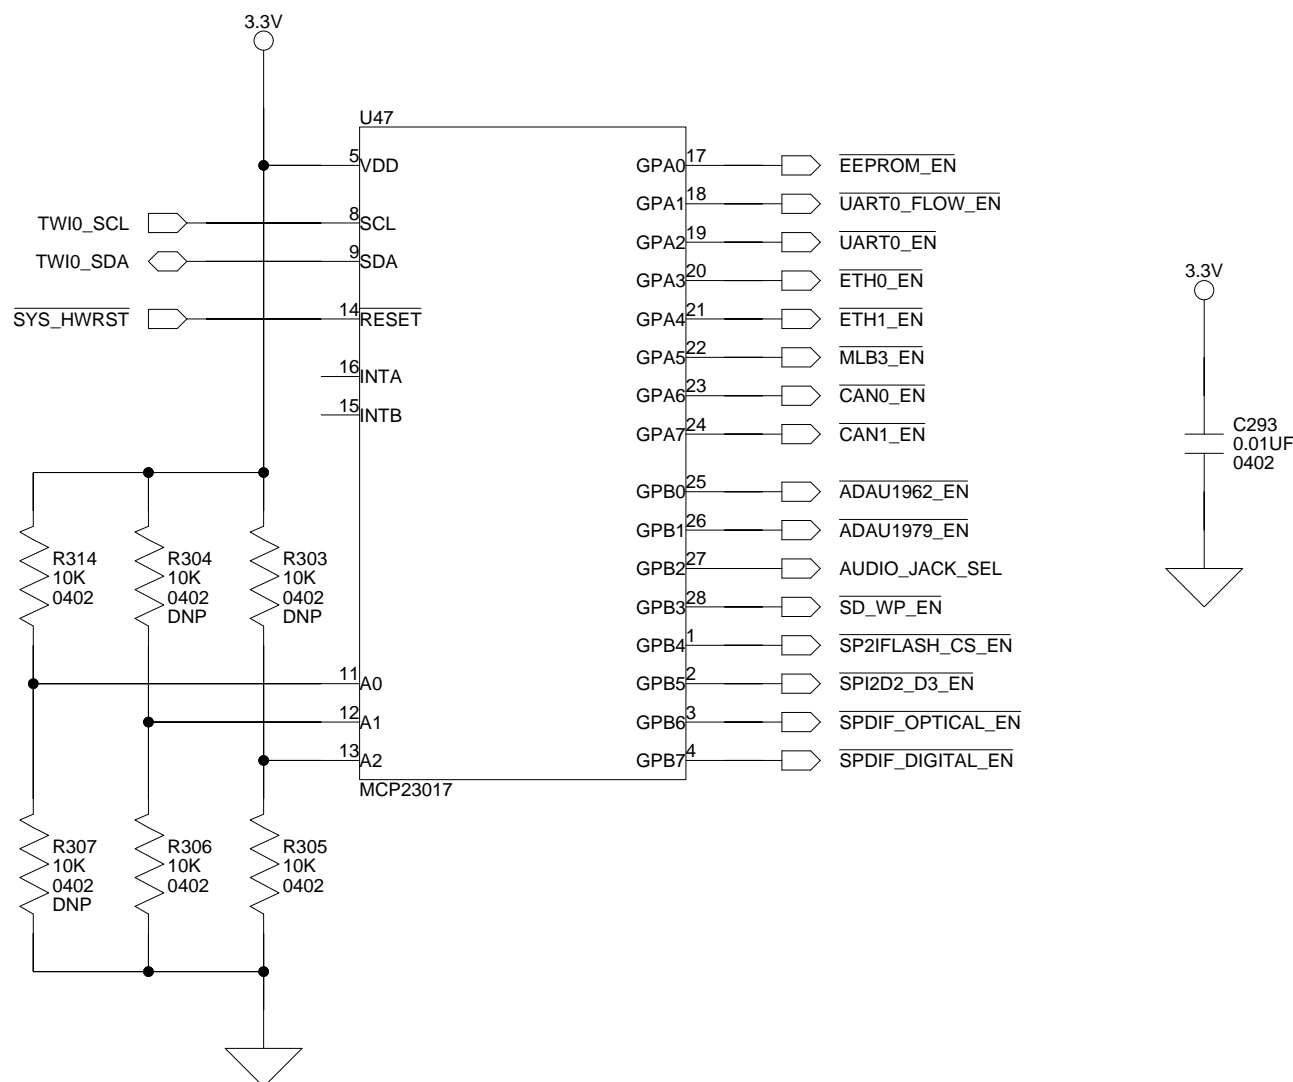 3.3V
U47
5 VDD
TWI0_SCL 8 SCL
TWI0_SDA 9 SDA
SYS_HWRST 14 RESET
16 INTA
15 INTB
11 A0
12 A1
13 A2
MCP23017
GPA0 17 EEPROM_EN
GPA1 18 UART0_FLOW_EN
GPA2 19 UART0_EN
GPA3 20 ETH0_EN
GPA4 21 ETH1_EN
GPA5 22 MLB3_EN
GPA6 23 CAN0_EN
GPA7 24 CAN1_EN
GPB0 25 ADAU1962_EN
GPB1 26 ADAU1979_EN
GPB2 27 AUDIO_JACK_SEL
GPB3 28 SD_WP_EN
GPB4 1 SP2IFLASH_CS_EN
GPB5 2 SPI2D2_D3_EN
GPB6 3 SPDIF_OPTICAL_EN
GPB7 4 SPDIF_DIGITAL_EN
R314
10K
0402
R304
10K
0402
DNP
R303
10K
0402
DNP
R307
10K
0402
DNP
R306
10K
0402
R305
10K
0402
3.3V
C293
0.01UF
0402